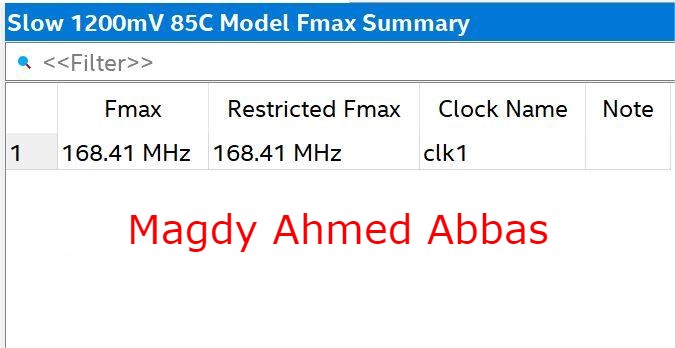 Slow 1200mV 85C Model Fmax Summary
<<Filter>>
Fmax Restricted Fmax Clock Name Note
1 168.41 MHz 168.41 MHz clk1
Magdy Ahmed Abbas